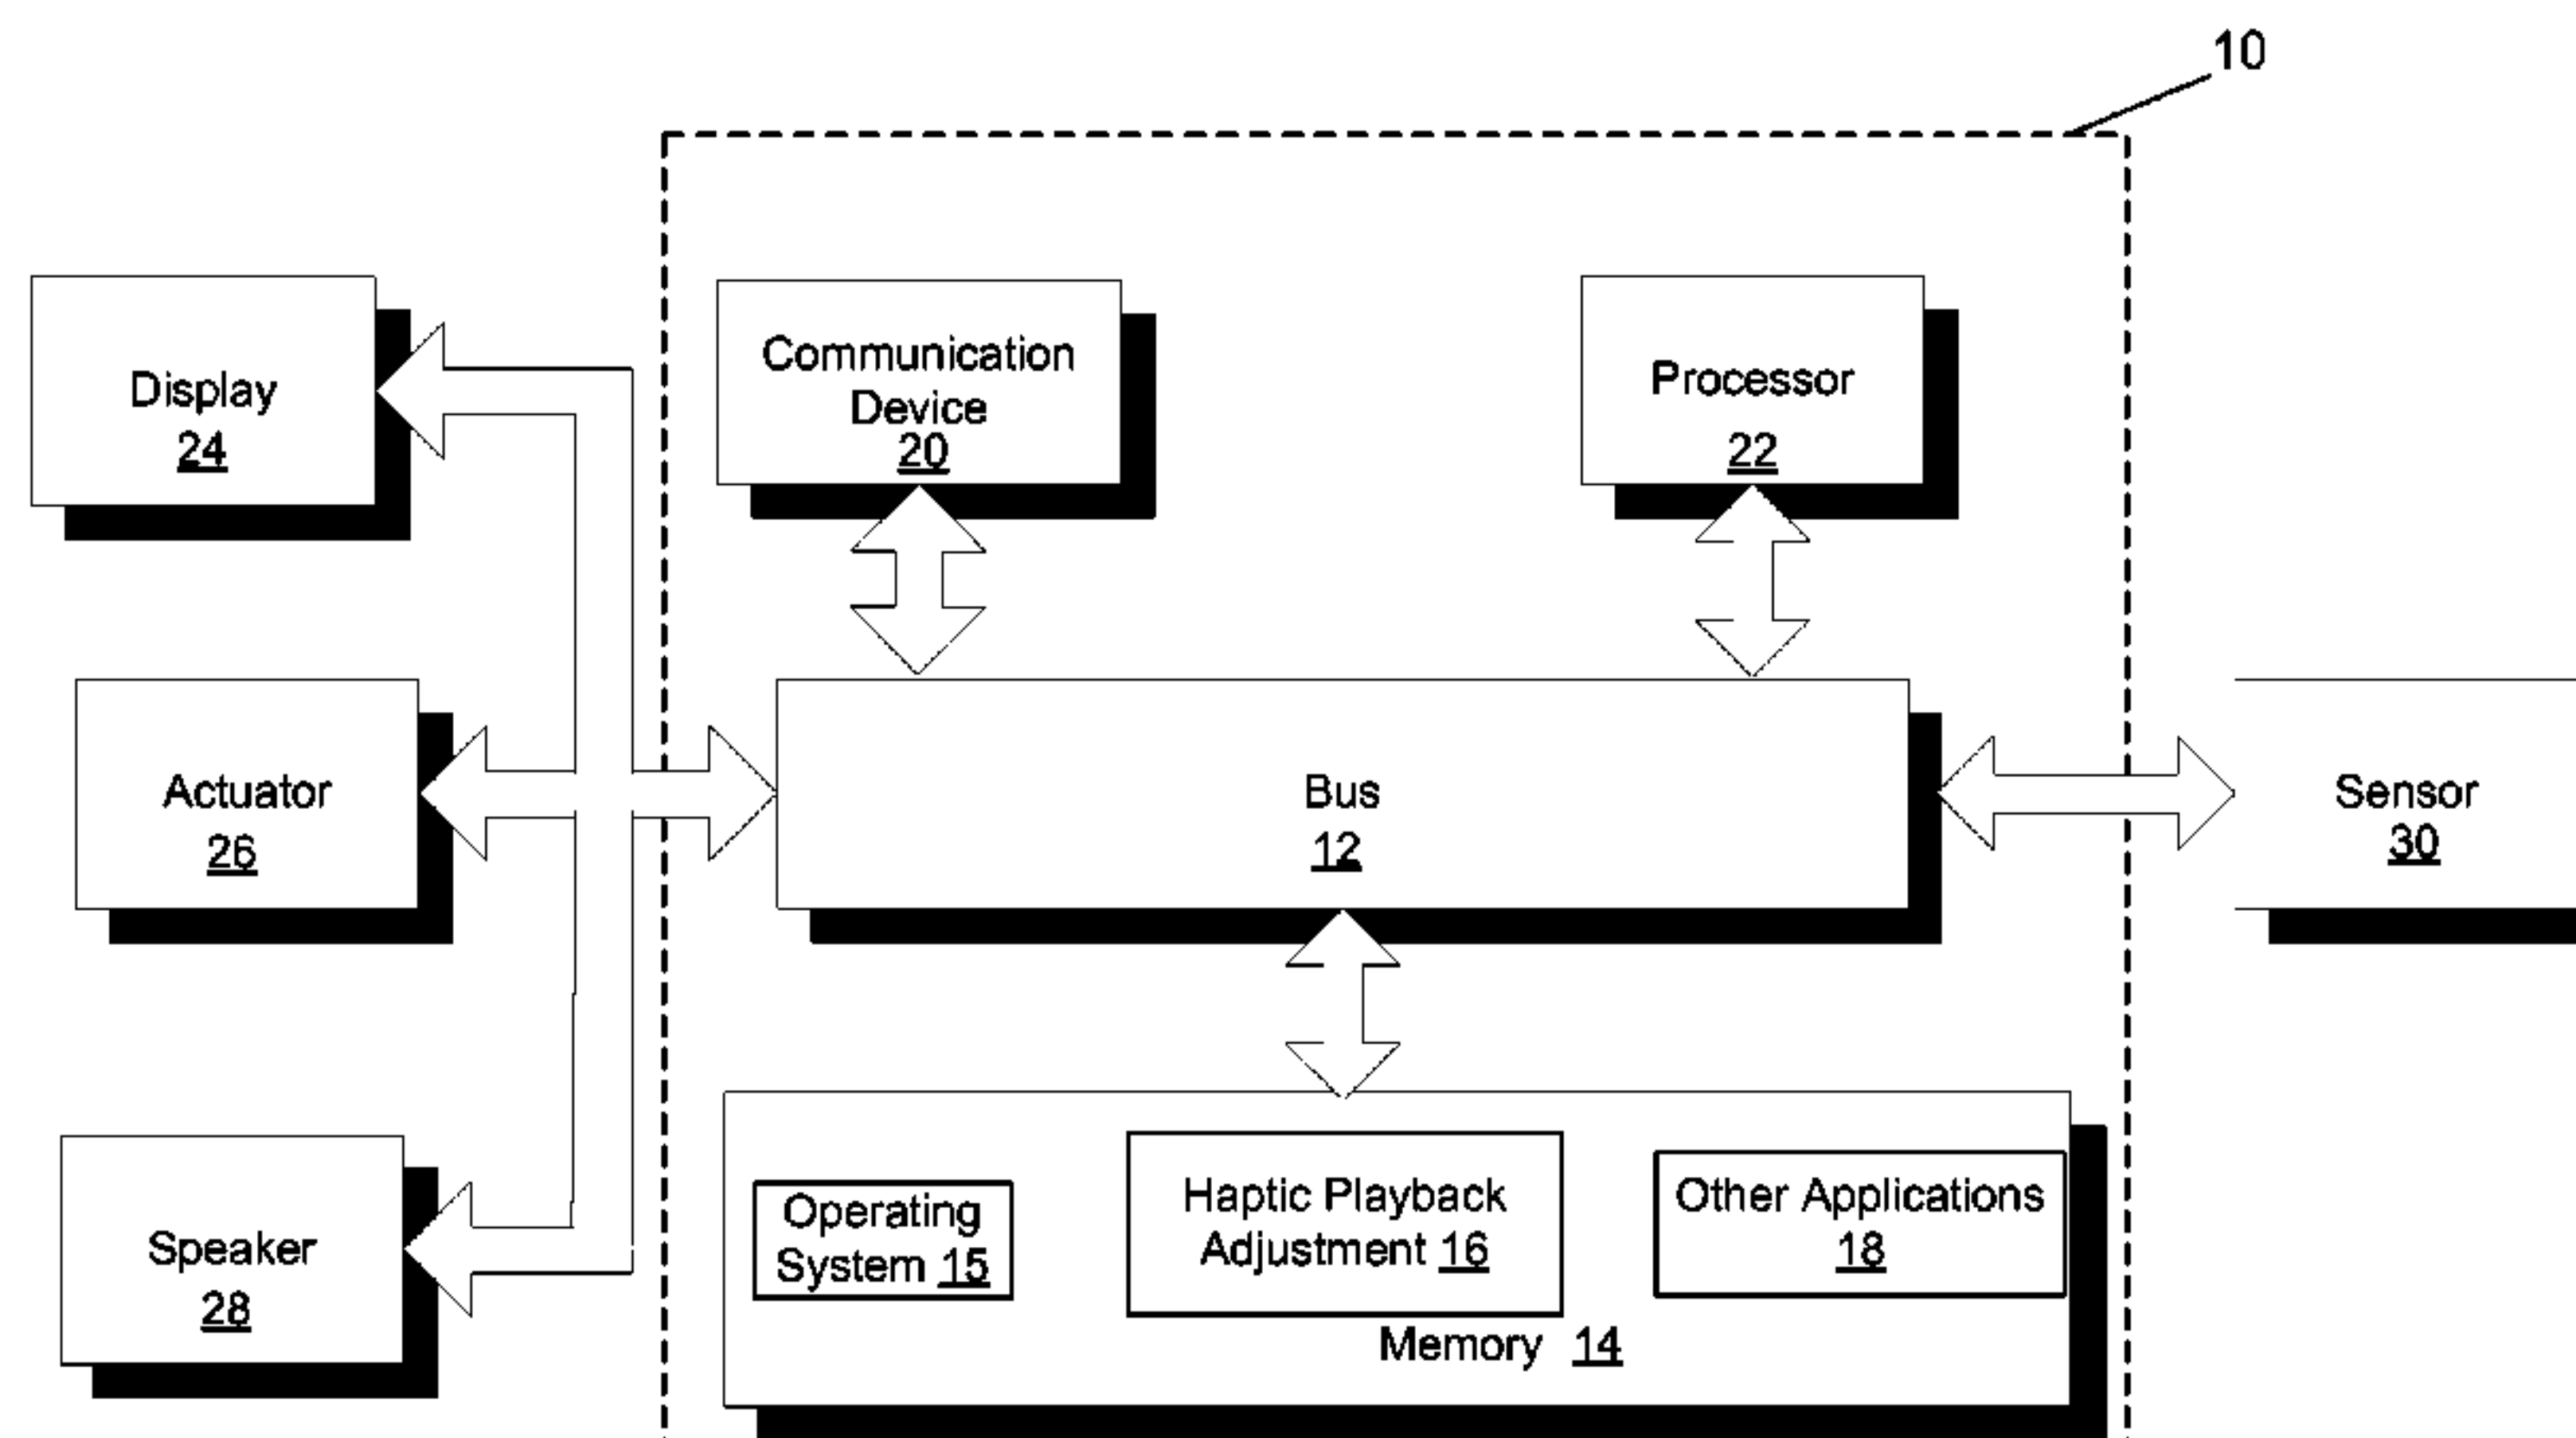 10
Display
24
Communication
Device
20
Processor
22
Actuator
26
Bus
12
Sensor
30
Speaker
28
Operating
System 15
Haptic Playback
Adjustment 16
Other Applications
18
Memory 14